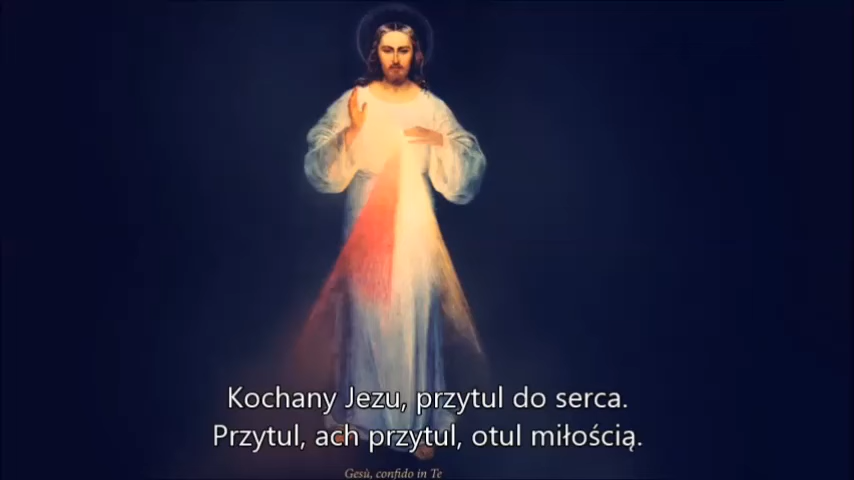 Kochany Jezu, przytul do serca.
Przytul, ach przytul, otul miłością.
Gesù, confido in Te